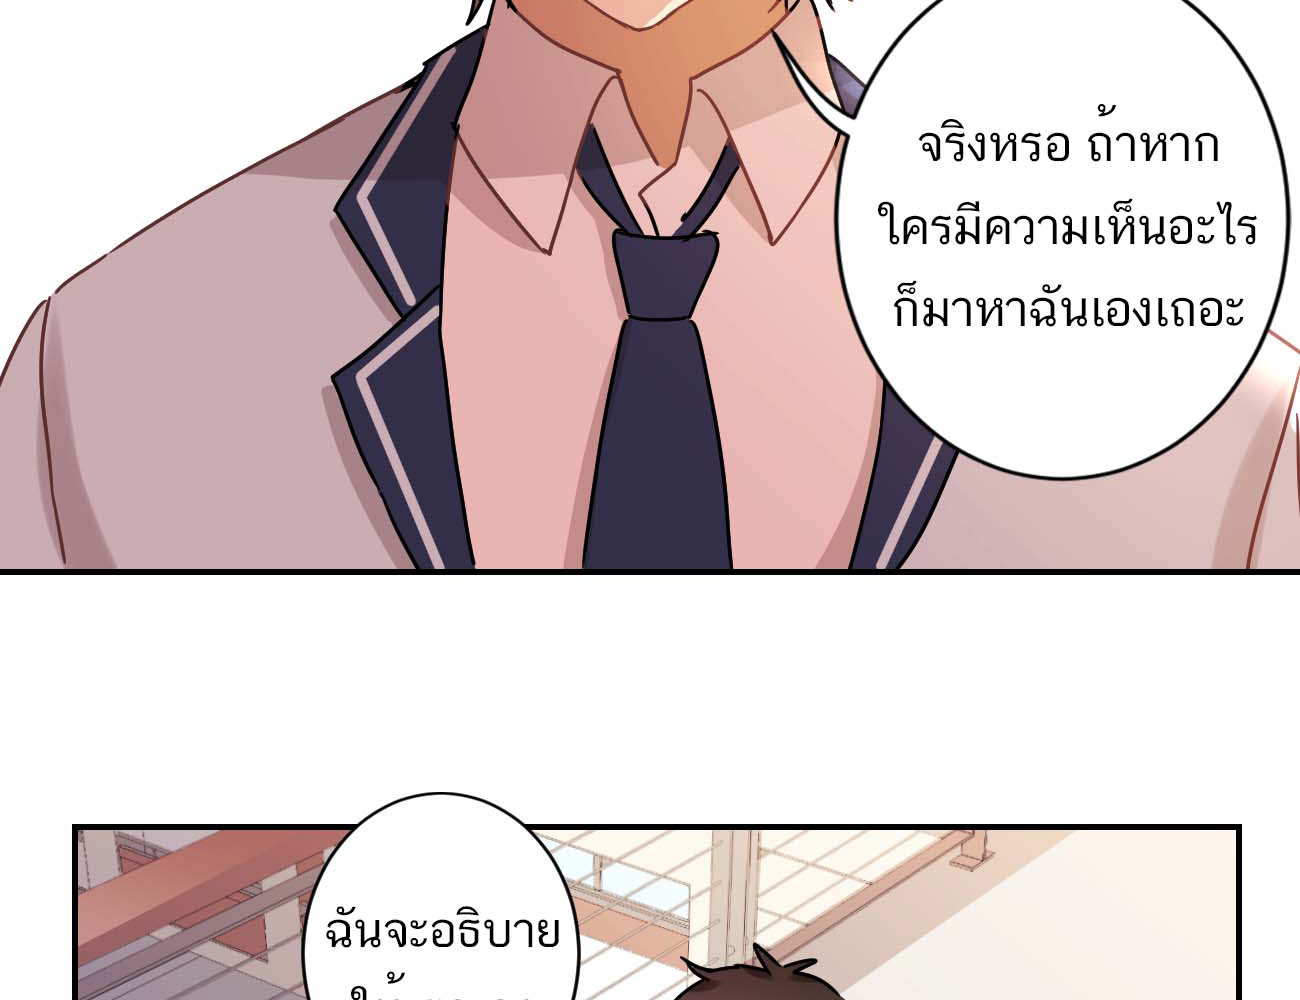 จริงหรอ ถ้าหาก
ใครมีความเห็นอะไร
ก็มาหาฉันเองเถอะ
ฉันจะอธิบาย